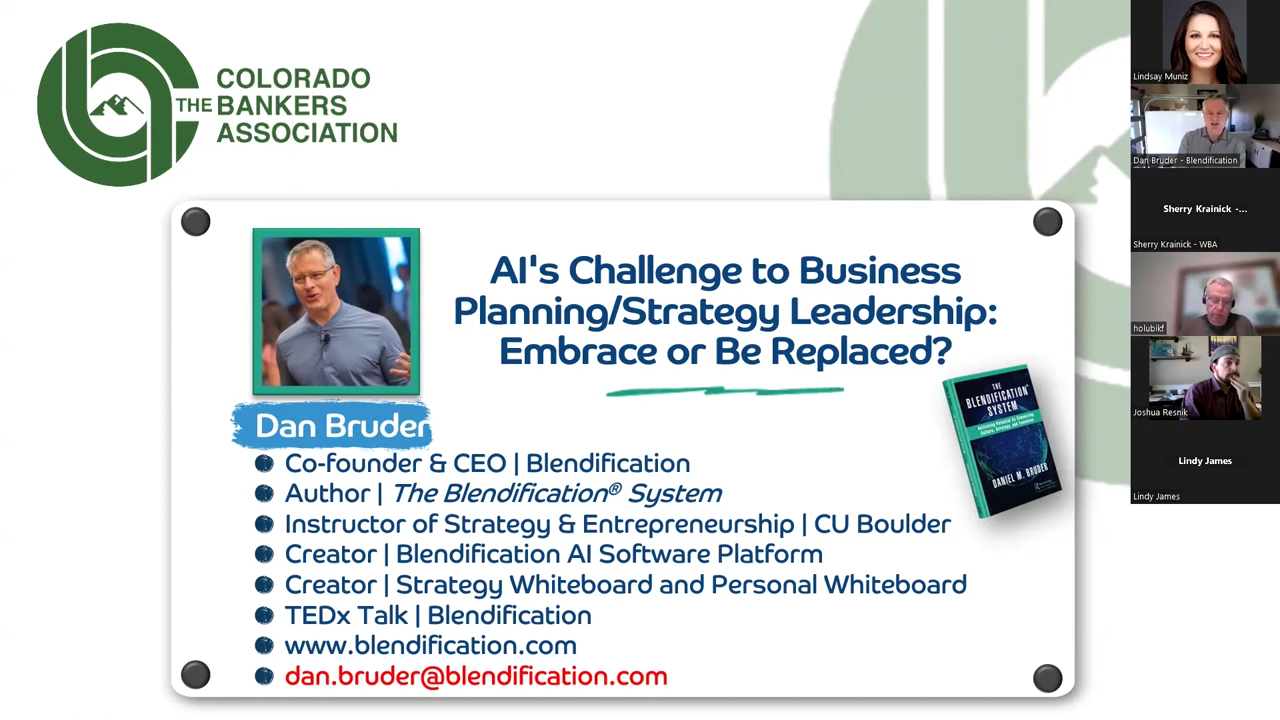 COLORADO
THE BANKERS
ASSOCIATION
AI's Challenge to Business
Planning/Strategy Leadership:
Embrace or Be Replaced?
Dan Bruder
Co-founder & CEO | Blendification
Author | The Blendification® System
Instructor of Strategy & Entrepreneurship | CU Boulder
Creator | Blendification AI Software Platform
Creator | Strategy Whiteboard and Personal Whiteboard
TEDx Talk | Blendification
www.blendification.com
dan.bruder@blendification.com
THE
BLENDIFICATION®
SYSTEM
DANIEL M. BRUDER
Lindsay Muniz
Dan Bruder - Blendification
Sherry Krainick -...
Sherry Krainick - WBA
holubikf
Joshua Resnik
Lindy James
Lindy James